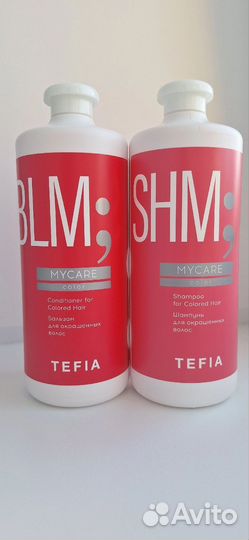 BLM;
MYCARE
color
Conditioner for
Colored Hair
Бальзам
для окрашенных
волос
TEFIA
SHM;
MYCARE
color
Shampoo
for Colored Hair
Шампунь
для окрашенных
волос
TEFIA
Avito